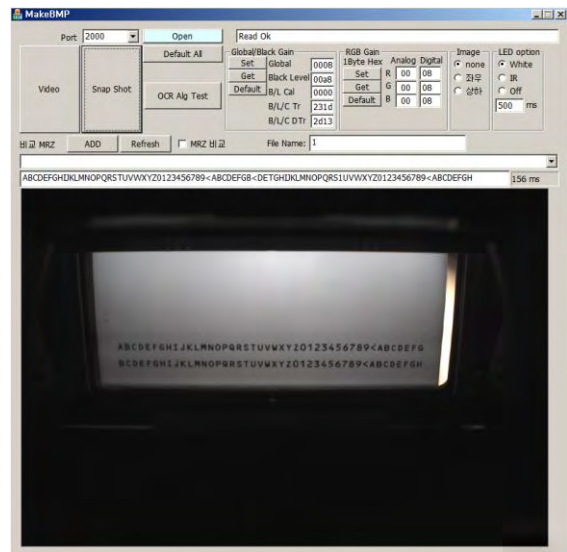 MakeBMP
Port 2000 Open Read Ok
Video
Snap Shot
Default All
OCR Alg Test
Global/Black Gain
Set Global 0008
Get Black Level 00a8
Default B/L Cal 0000
B/L/C Tr 231d
B/L/C DTr 2d13
RGB Gain
1Byte Hex Analog Digital
Set R 00 08
Get G 00 08
Default B 00 08
Image
none
좌우
상하
LED option
White
IR
Off
500 ms
비교 MRZ ADD Refresh MRZ 비교 File Name: 1
ABCDEFGHIJKLMNOPQRSTUVWXYZ0123456789<ABCDEFGB<DETGHIJKLMNOPQRS1UVWXYZ0123456789<ABCDEFGH 156 ms
ABCDEFGHIJKLMNOPQRSTUVWXYZ0123456789<ABCDEFG
BCDEFGHIJKLMNOPQRSTUVWXYZ0123456789<ABCDEFGH